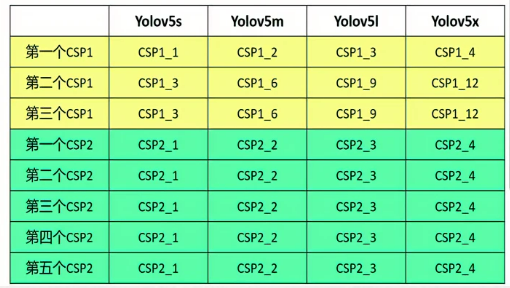 Yolov5s Yolov5m Yolov5l Yolov5x
第一个CSP1 CSP1_1 CSP1_2 CSP1_3 CSP1_4
第二个CSP1 CSP1_3 CSP1_6 CSP1_9 CSP1_12
第三个CSP1 CSP1_3 CSP1_6 CSP1_9 CSP1_12
第一个CSP2 CSP2_1 CSP2_2 CSP2_3 CSP2_4
第二个CSP2 CSP2_1 CSP2_2 CSP2_3 CSP2_4
第三个CSP2 CSP2_1 CSP2_2 CSP2_3 CSP2_4
第四个CSP2 CSP2_1 CSP2_2 CSP2_3 CSP2_4
第五个CSP2 CSP2_1 CSP2_2 CSP2_3 CSP2_4